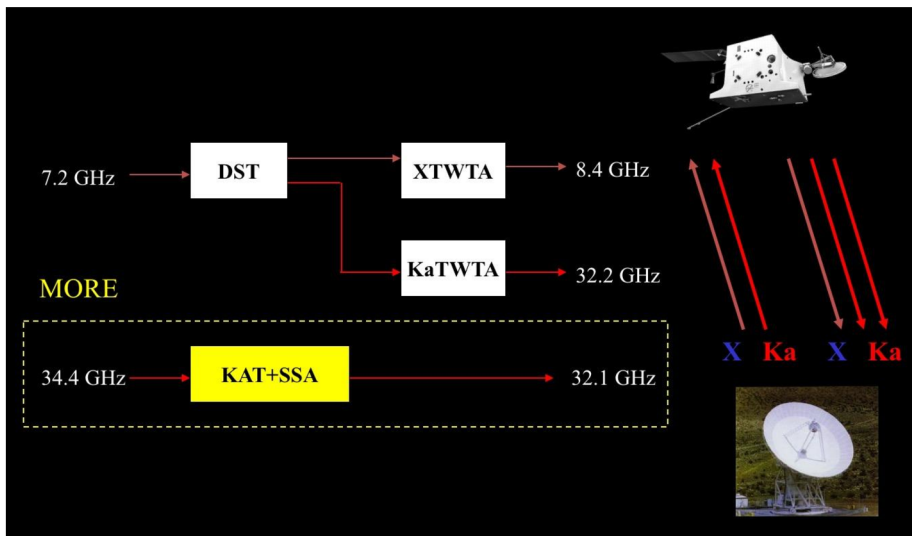 7.2 GHz
DST
XTWTA
8.4 GHz
KaTWTA
32.2 GHz
MORE
34.4 GHz
KAT+SSA
32.1 GHz
X Ka X Ka